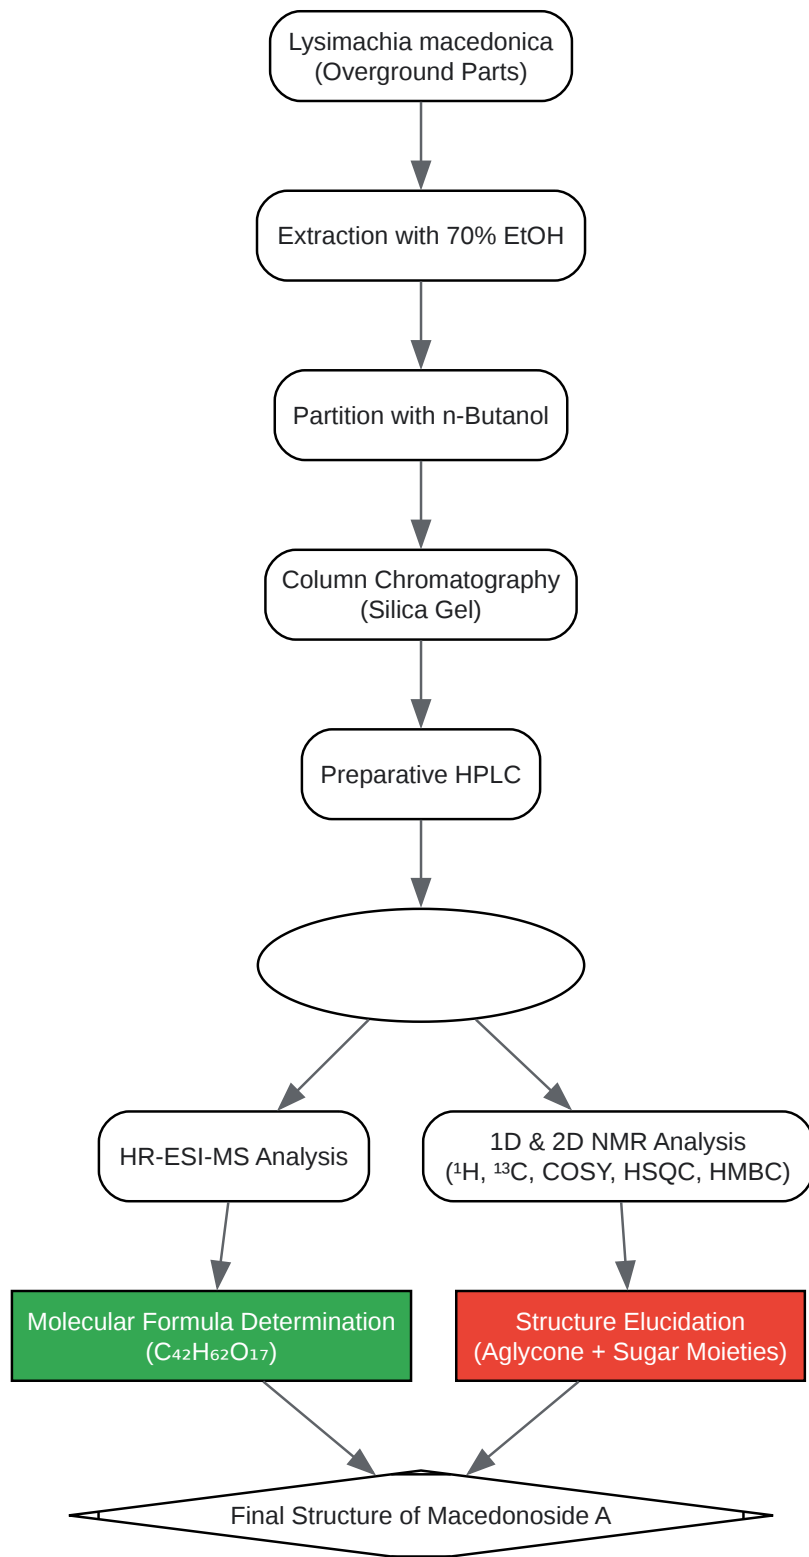 Lysimachia macedonica
(Overground Parts)
Extraction with 70% EtOH
Partition with n-Butanol
Column Chromatography
(Silica Gel)
Preparative HPLC
HR-ESI-MS Analysis
1D & 2D NMR Analysis
(¹H, ¹³C, COSY, HSQC, HMBC)
Molecular Formula Determination
(C₄₂H₆₂O₁₇)
Structure Elucidation
(Aglycone + Sugar Moieties)
Final Structure of Macedonoside A